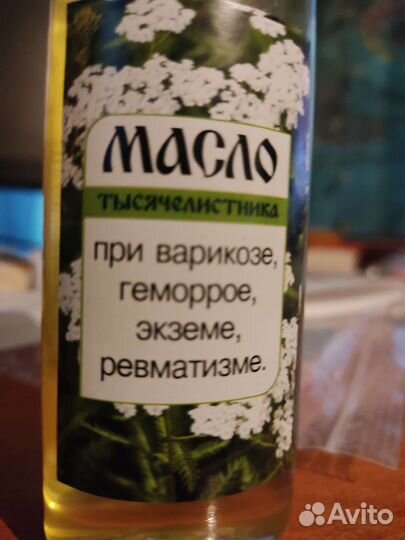 Масло
тысячелистника
при варикозе,
геморрое,
экземе,
ревматизме.
Avito